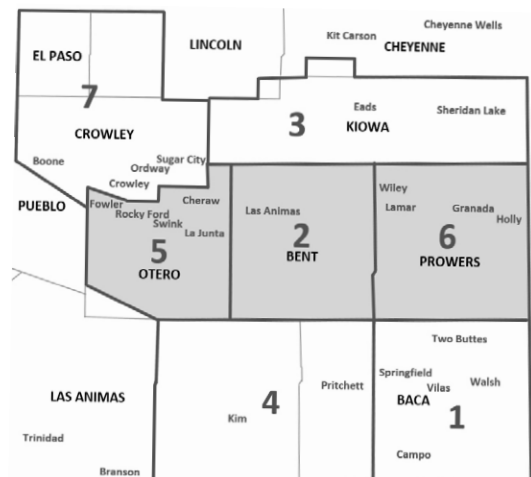 Cheyenne Wells
Kit Carson
LINCOLN
CHEYENNE
EL PASO
7
Eads
Sheridan Lake
3
KIOWA
CROWLEY
Sugar City
Boone
Ordway
Crowley
Wiley
PUEBLO
Fowler
Cheraw
Las Animas
Lamar
Granada
Rocky Ford
Holly
Swink
La Junta
5
2
6
OTERO
BENT
PROWERS
Two Buttes
Springfield
Walsh
Pritchett
Vilas
LAS ANIMAS
BACA
4
1
Kim
Trinidad
Campo
Branson